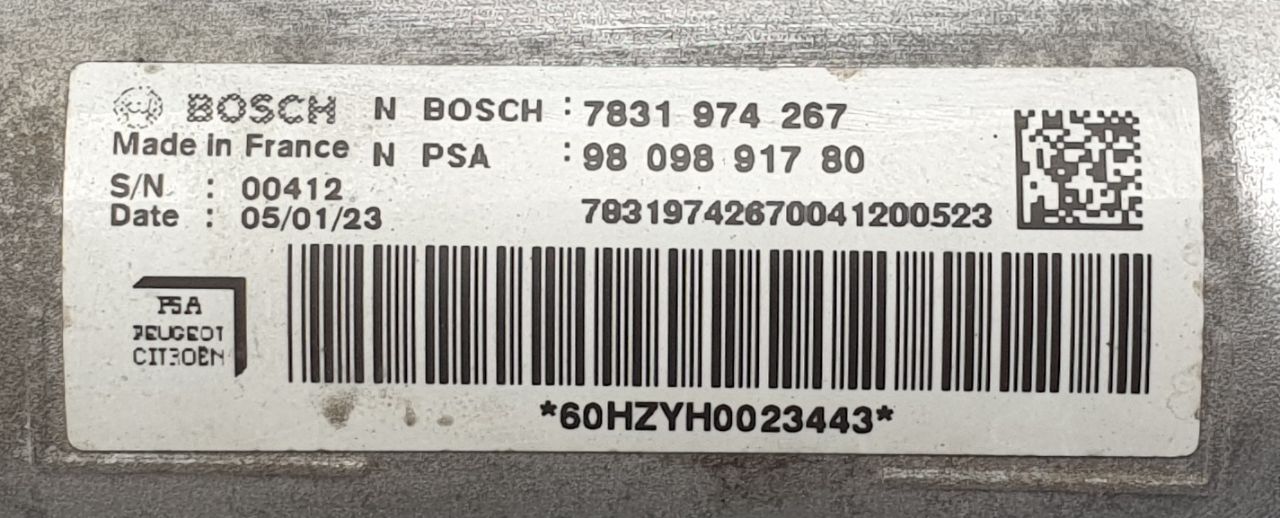 BOSCH N BOSCH : 7831 974 267
Made in France N PSA : 98 098 917 80
S/N : 00412
Date : 05/01/23 78319742670041200523
PSA
PEUGEOT
CITROËN
*60HZYH0023443*